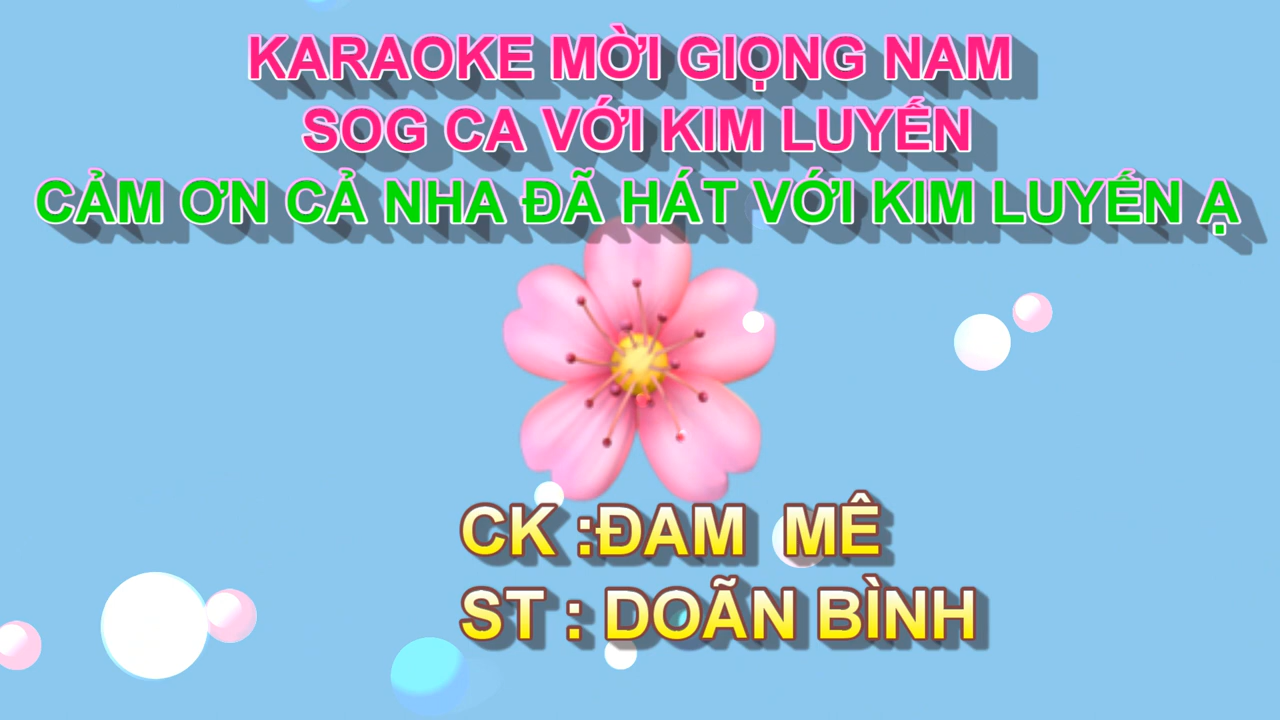 KARAOKE MỜI GIỌNG NAM
SOG CA VỚI KIM LUYẾN
CẢM ƠN CẢ NHA ĐÃ HÁT VỚI KIM LUYẾN Ạ
CK :ĐAM MÊ
ST : DOÃN BÌNH